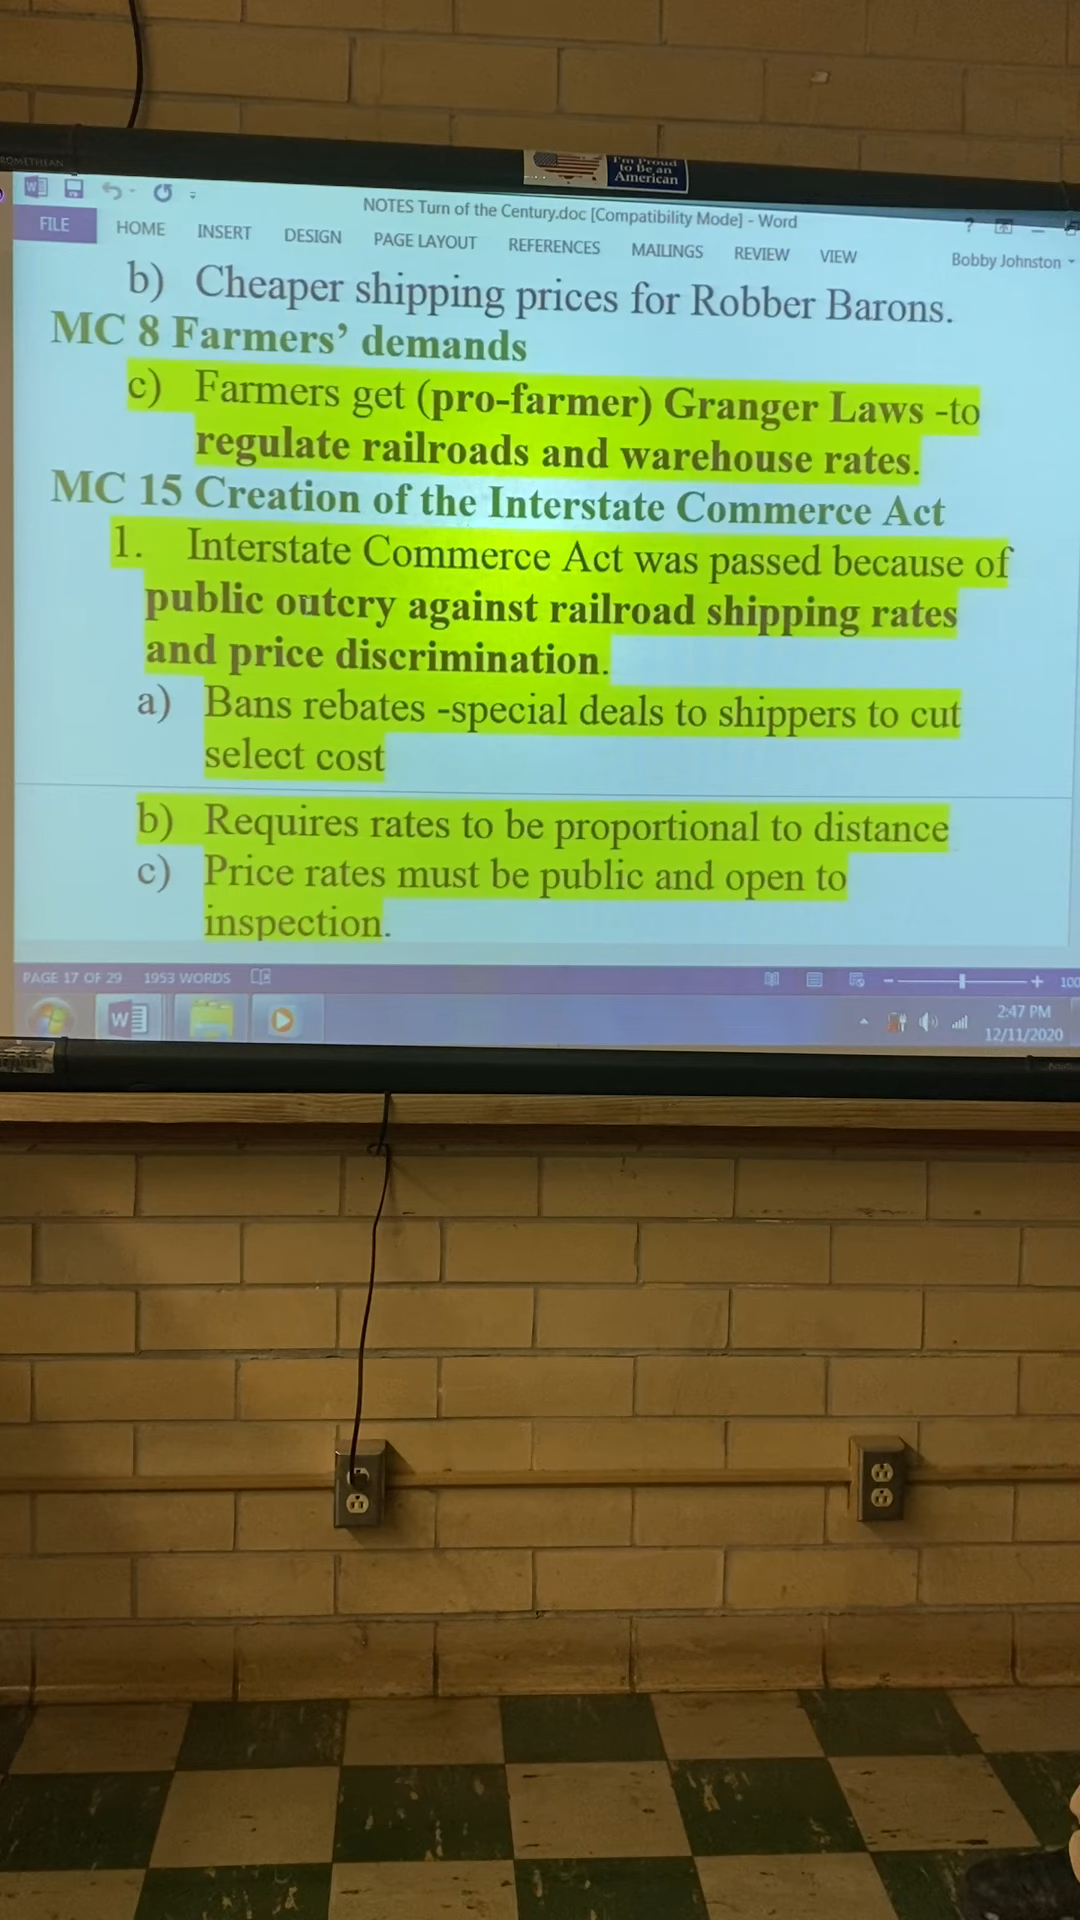 PROMETHEAN
I'm Proud
to Be an
American
NOTES Turn of the Century.doc [Compatibility Mode] - Word
FILE HOME INSERT DESIGN PAGE LAYOUT REFERENCES MAILINGS REVIEW VIEW Bobby Johnston
b) Cheaper shipping prices for Robber Barons.
MC 8 Farmers’ demands
c) Farmers get (pro-farmer) Granger Laws -to
regulate railroads and warehouse rates.
MC 15 Creation of the Interstate Commerce Act
1. Interstate Commerce Act was passed because of
public outcry against railroad shipping rates
and price discrimination.
a) Bans rebates -special deals to shippers to cut
select cost
b) Requires rates to be proportional to distance
c) Price rates must be public and open to
inspection.
PAGE 17 OF 29 1953 WORDS 100
2:47 PM
12/11/2020